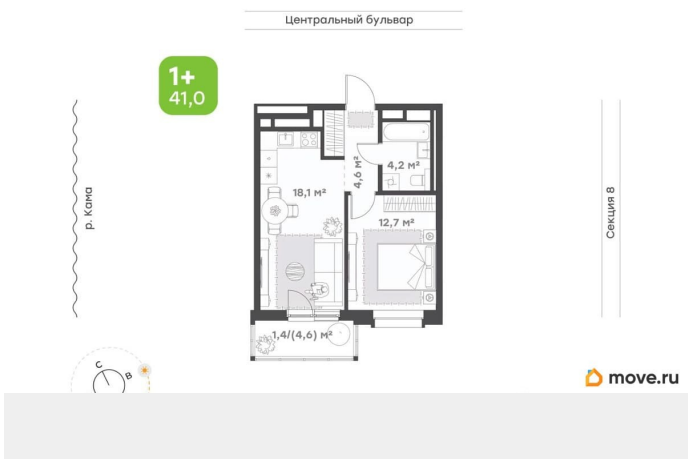 Центральный бульвар
1+
41,0
р. Кама
4,6 м²
4,2 м²
18,1 м²
12,7 м²
Секция 8
1,4/(4,6) м²
С
В
move.ru